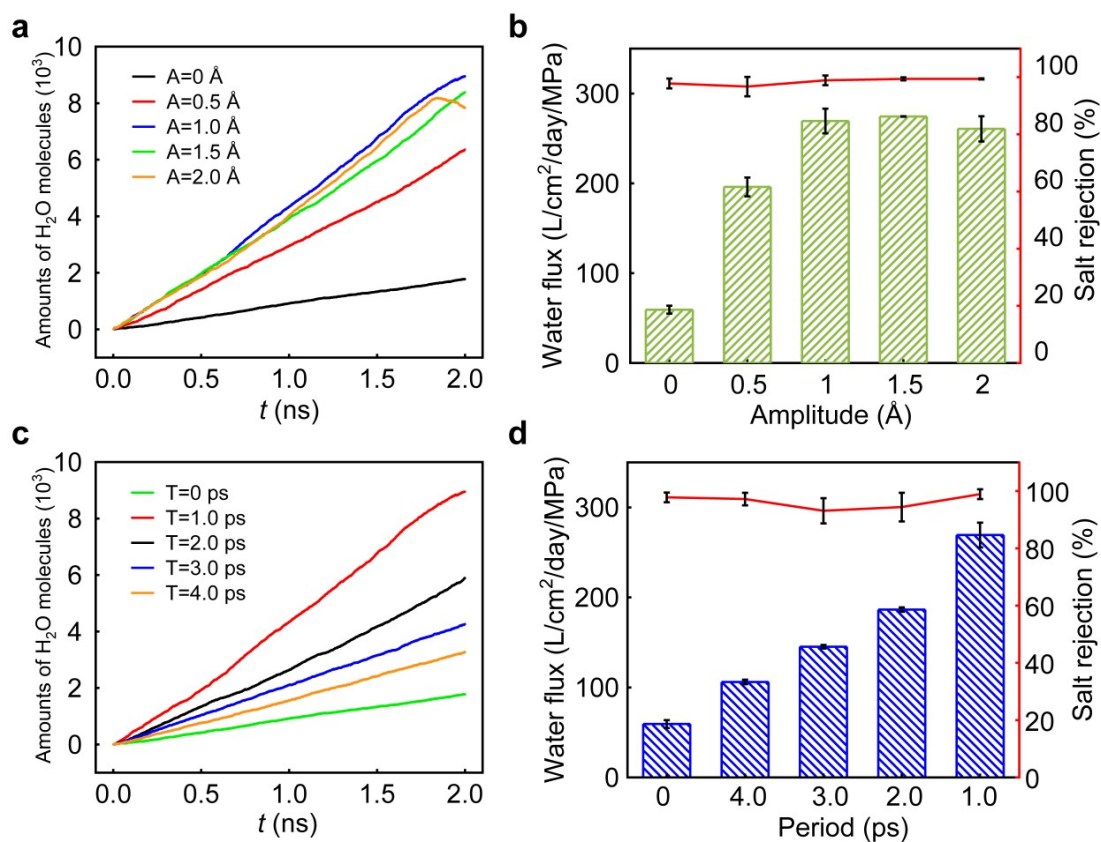 a
Amounts of H₂O molecules (10³)
10
8
6
4
2
0
A=0 Å
A=0.5 Å
A=1.0 Å
A=1.5 Å
A=2.0 Å
0.0 0.5 1.0 1.5 2.0
t (ns)
b
Water flux (L/cm²/day/MPa)
300
200
100
0
100
80
60
40
20
0
Salt rejection (%)
0 0.5 1 1.5 2
Amplitude (Å)
c
Amounts of H₂O molecules (10³)
10
8
6
4
2
0
T=0 ps
T=1.0 ps
T=2.0 ps
T=3.0 ps
T=4.0 ps
0.0 0.5 1.0 1.5 2.0
t (ns)
d
Water flux (L/cm²/day/MPa)
300
200
100
0
100
80
60
40
20
0
Salt rejection (%)
0 4.0 3.0 2.0 1.0
Period (ps)